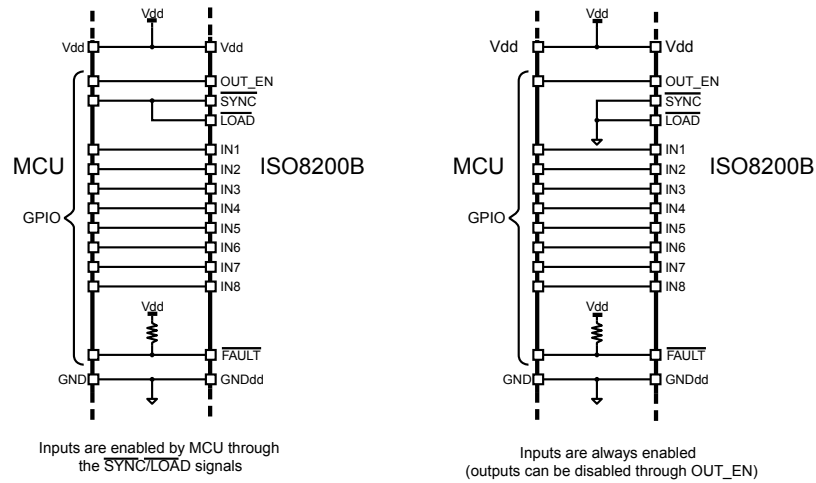 Vdd
Vdd
Vdd
OUT_EN
SYNC
LOAD
MCU
GPIO
ISO8200B
IN1
IN2
IN3
IN4
IN5
IN6
IN7
IN8
Vdd
FAULT
GND
GNDdd
Inputs are enabled by MCU through
the SYNC/LOAD signals
Vdd
Vdd
Vdd
OUT_EN
SYNC
LOAD
MCU
GPIO
ISO8200B
IN1
IN2
IN3
IN4
IN5
IN6
IN7
IN8
Vdd
FAULT
GND
GNDdd
Inputs are always enabled
(outputs can be disabled through OUT_EN)